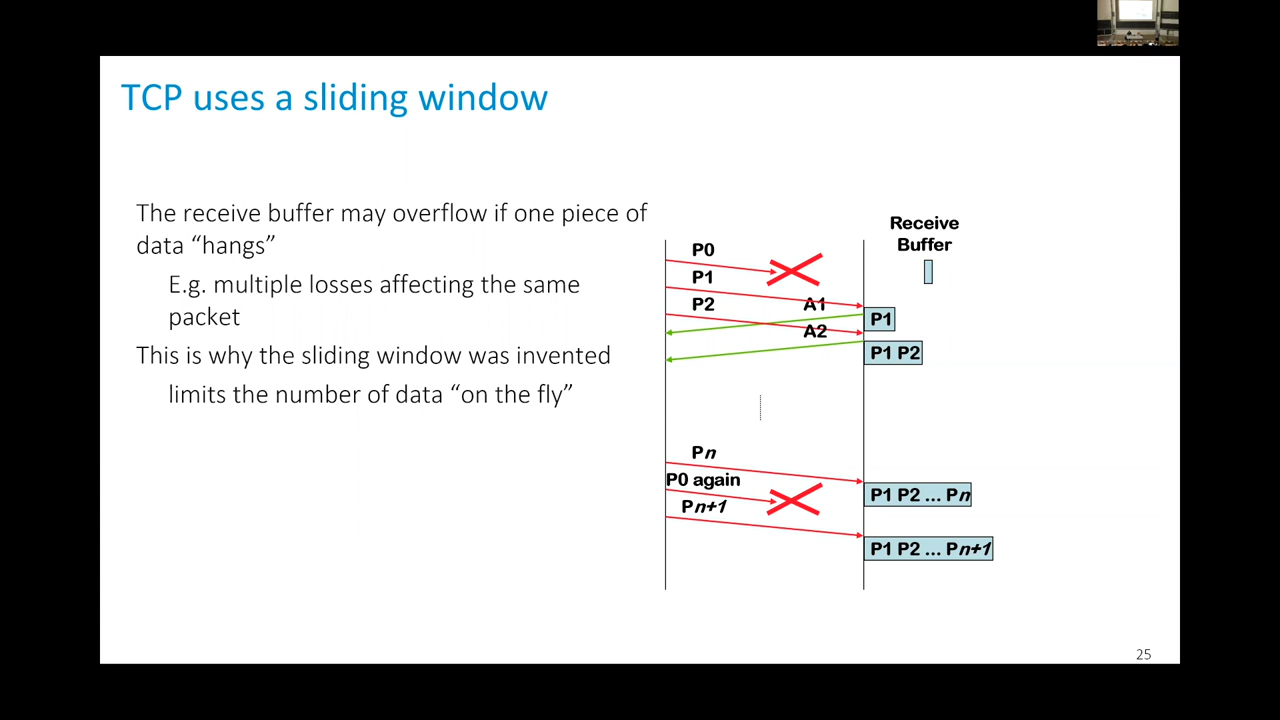 TCP uses a sliding window
The receive buffer may overflow if one piece of
data “hangs”
E.g. multiple losses affecting the same
packet
This is why the sliding window was invented
limits the number of data “on the fly”
Receive
Buffer
P0
P1
P2
A1
A2
P1
P1 P2
Pn
P0 again
Pn+1
P1 P2 ... Pn
P1 P2 ... Pn+1
25